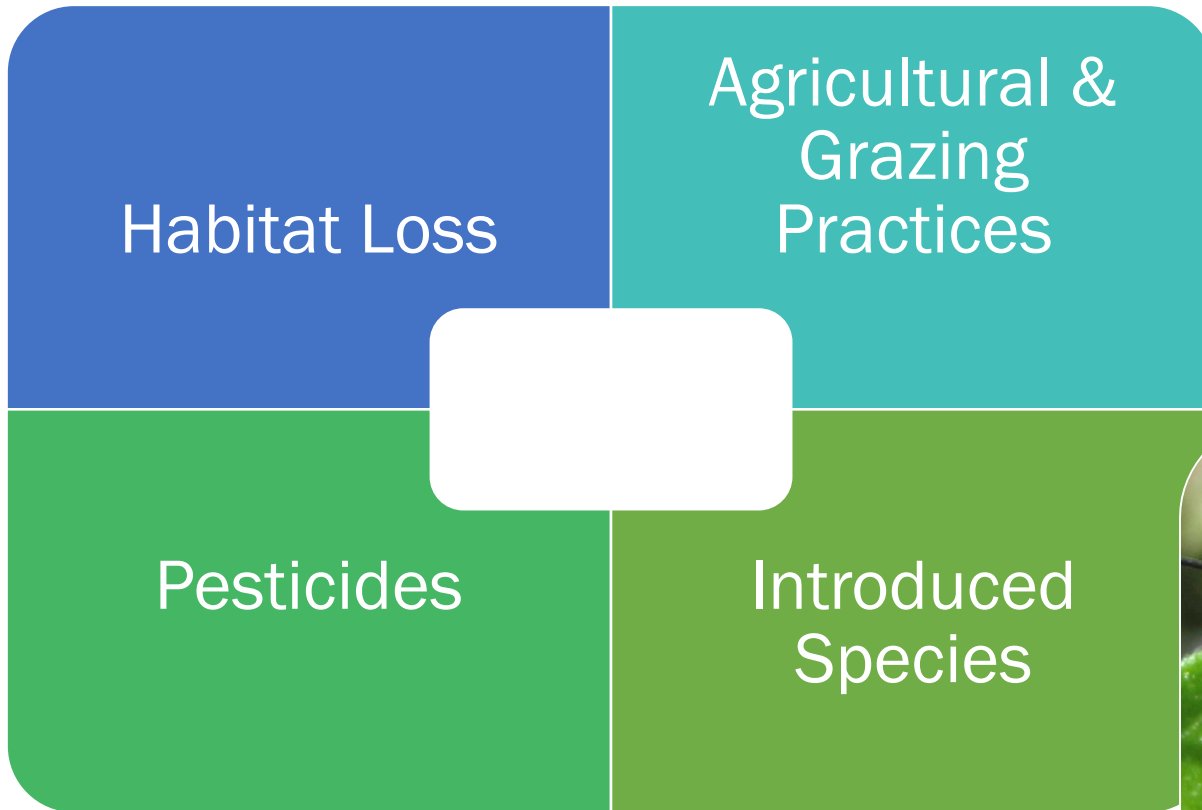 Habitat Loss
Agricultural &
Grazing
Practices
Pesticides
Introduced
Species